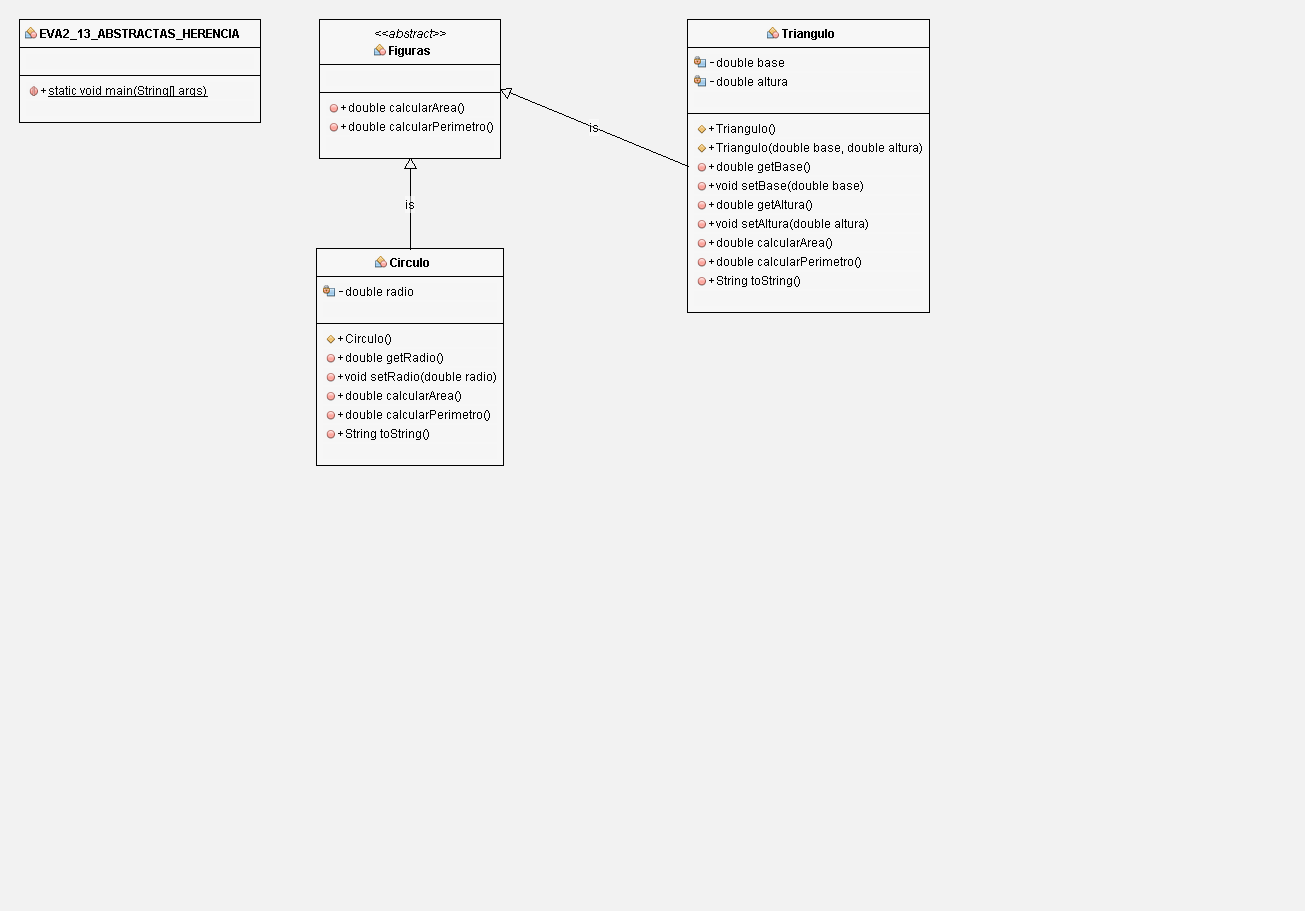 EVA2_13_ABSTRACTAS_HERENCIA
+static void main(String[] args)
<<abstract>>
Figuras
+double calcularArea()
+double calcularPerimetro()
is
is
Circulo
-double radio
+Circulo()
+double getRadio()
+void setRadio(double radio)
+double calcularArea()
+double calcularPerimetro()
+String toString()
Triangulo
-double base
-double altura
+Triangulo()
+Triangulo(double base, double altura)
+double getBase()
+void setBase(double base)
+double getAltura()
+void setAltura(double altura)
+double calcularArea()
+double calcularPerimetro()
+String toString()